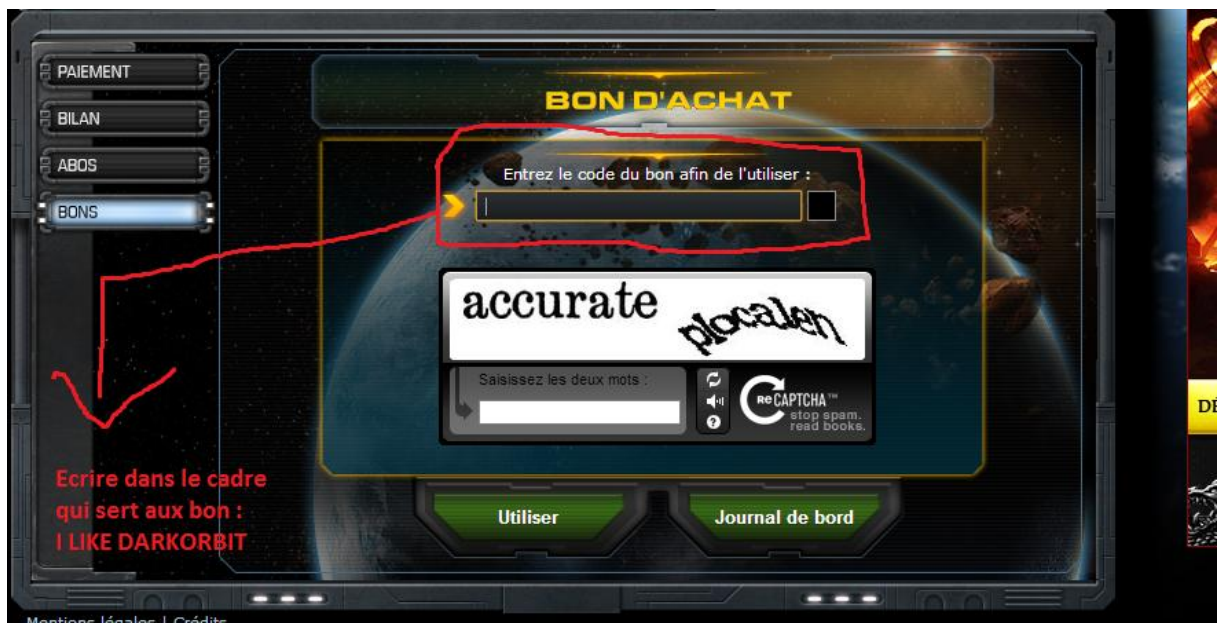 PAIEMENT
BILAN
ABOS
BONS
BON D'ACHAT
Entrez le code du bon afin de l'utiliser :
accurate plocalen
Saisissez les deux mots :
reCAPTCHA™
stop spam.
read books.
Utiliser
Journal de bord
Ecrire dans le cadre
qui sert aux bon :
I LIKE DARKORBIT
DÉ
Mentions légales | Crédits